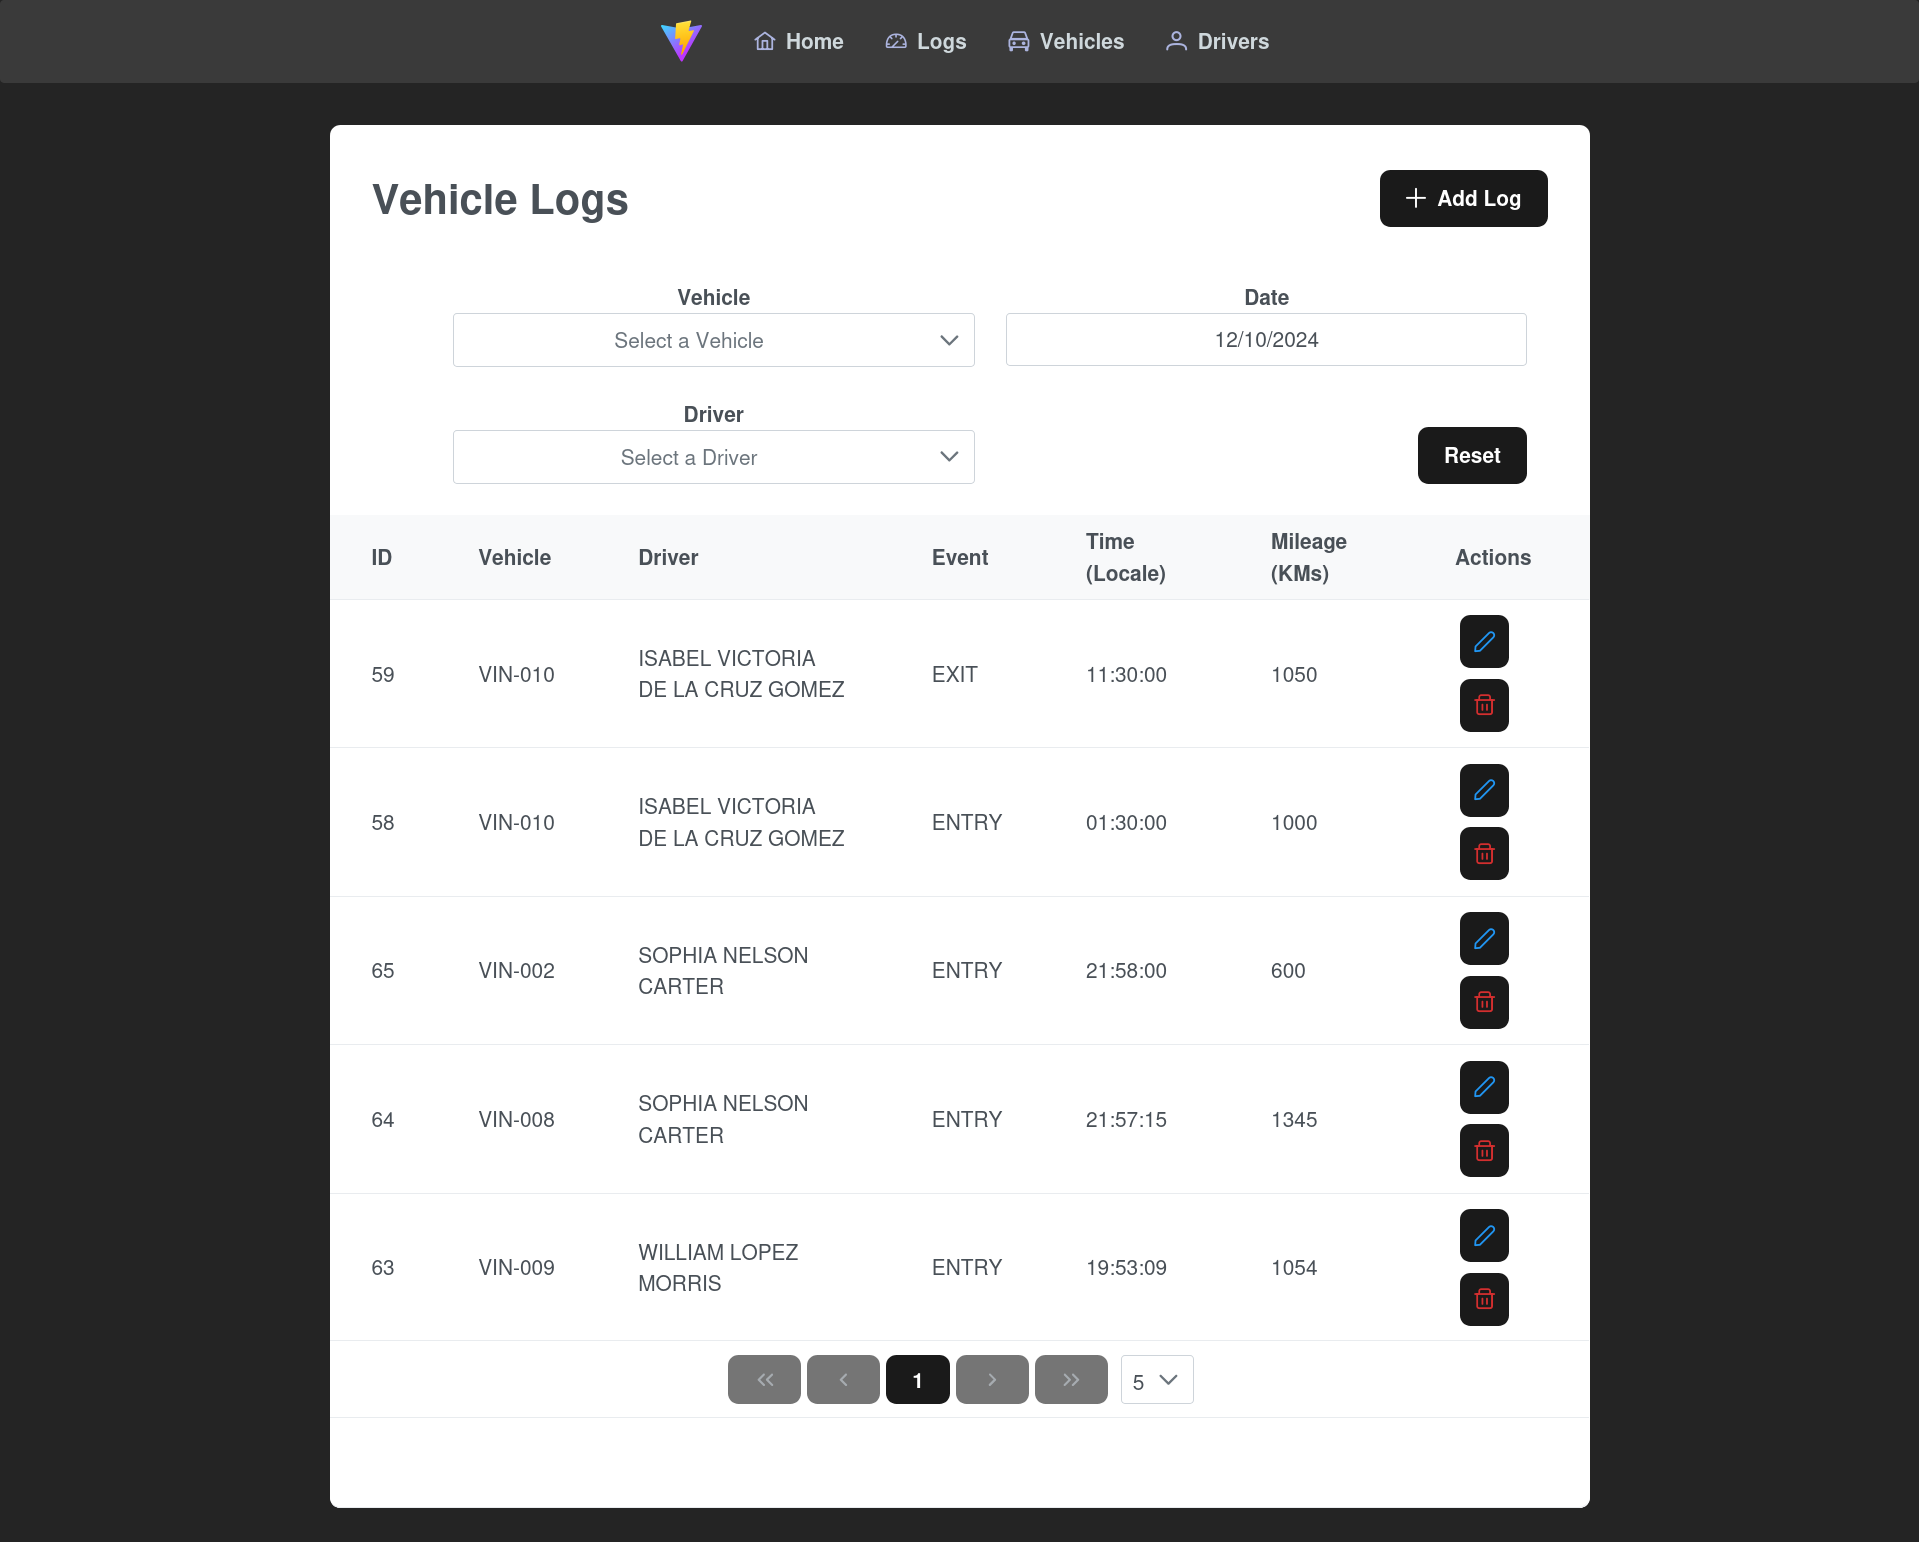 Home Logs Vehicles Drivers
Vehicle Logs
Add Log
Vehicle Date
Select a Vehicle 12/10/2024
Driver
Select a Driver Reset
ID Vehicle Driver Event Time (Locale) Mileage (KMs) Actions
59 VIN-010 ISABEL VICTORIA DE LA CRUZ GOMEZ EXIT 11:30:00 1050
58 VIN-010 ISABEL VICTORIA DE LA CRUZ GOMEZ ENTRY 01:30:00 1000
65 VIN-002 SOPHIA NELSON CARTER ENTRY 21:58:00 600
64 VIN-008 SOPHIA NELSON CARTER ENTRY 21:57:15 1345
63 VIN-009 WILLIAM LOPEZ MORRIS ENTRY 19:53:09 1054
1 5